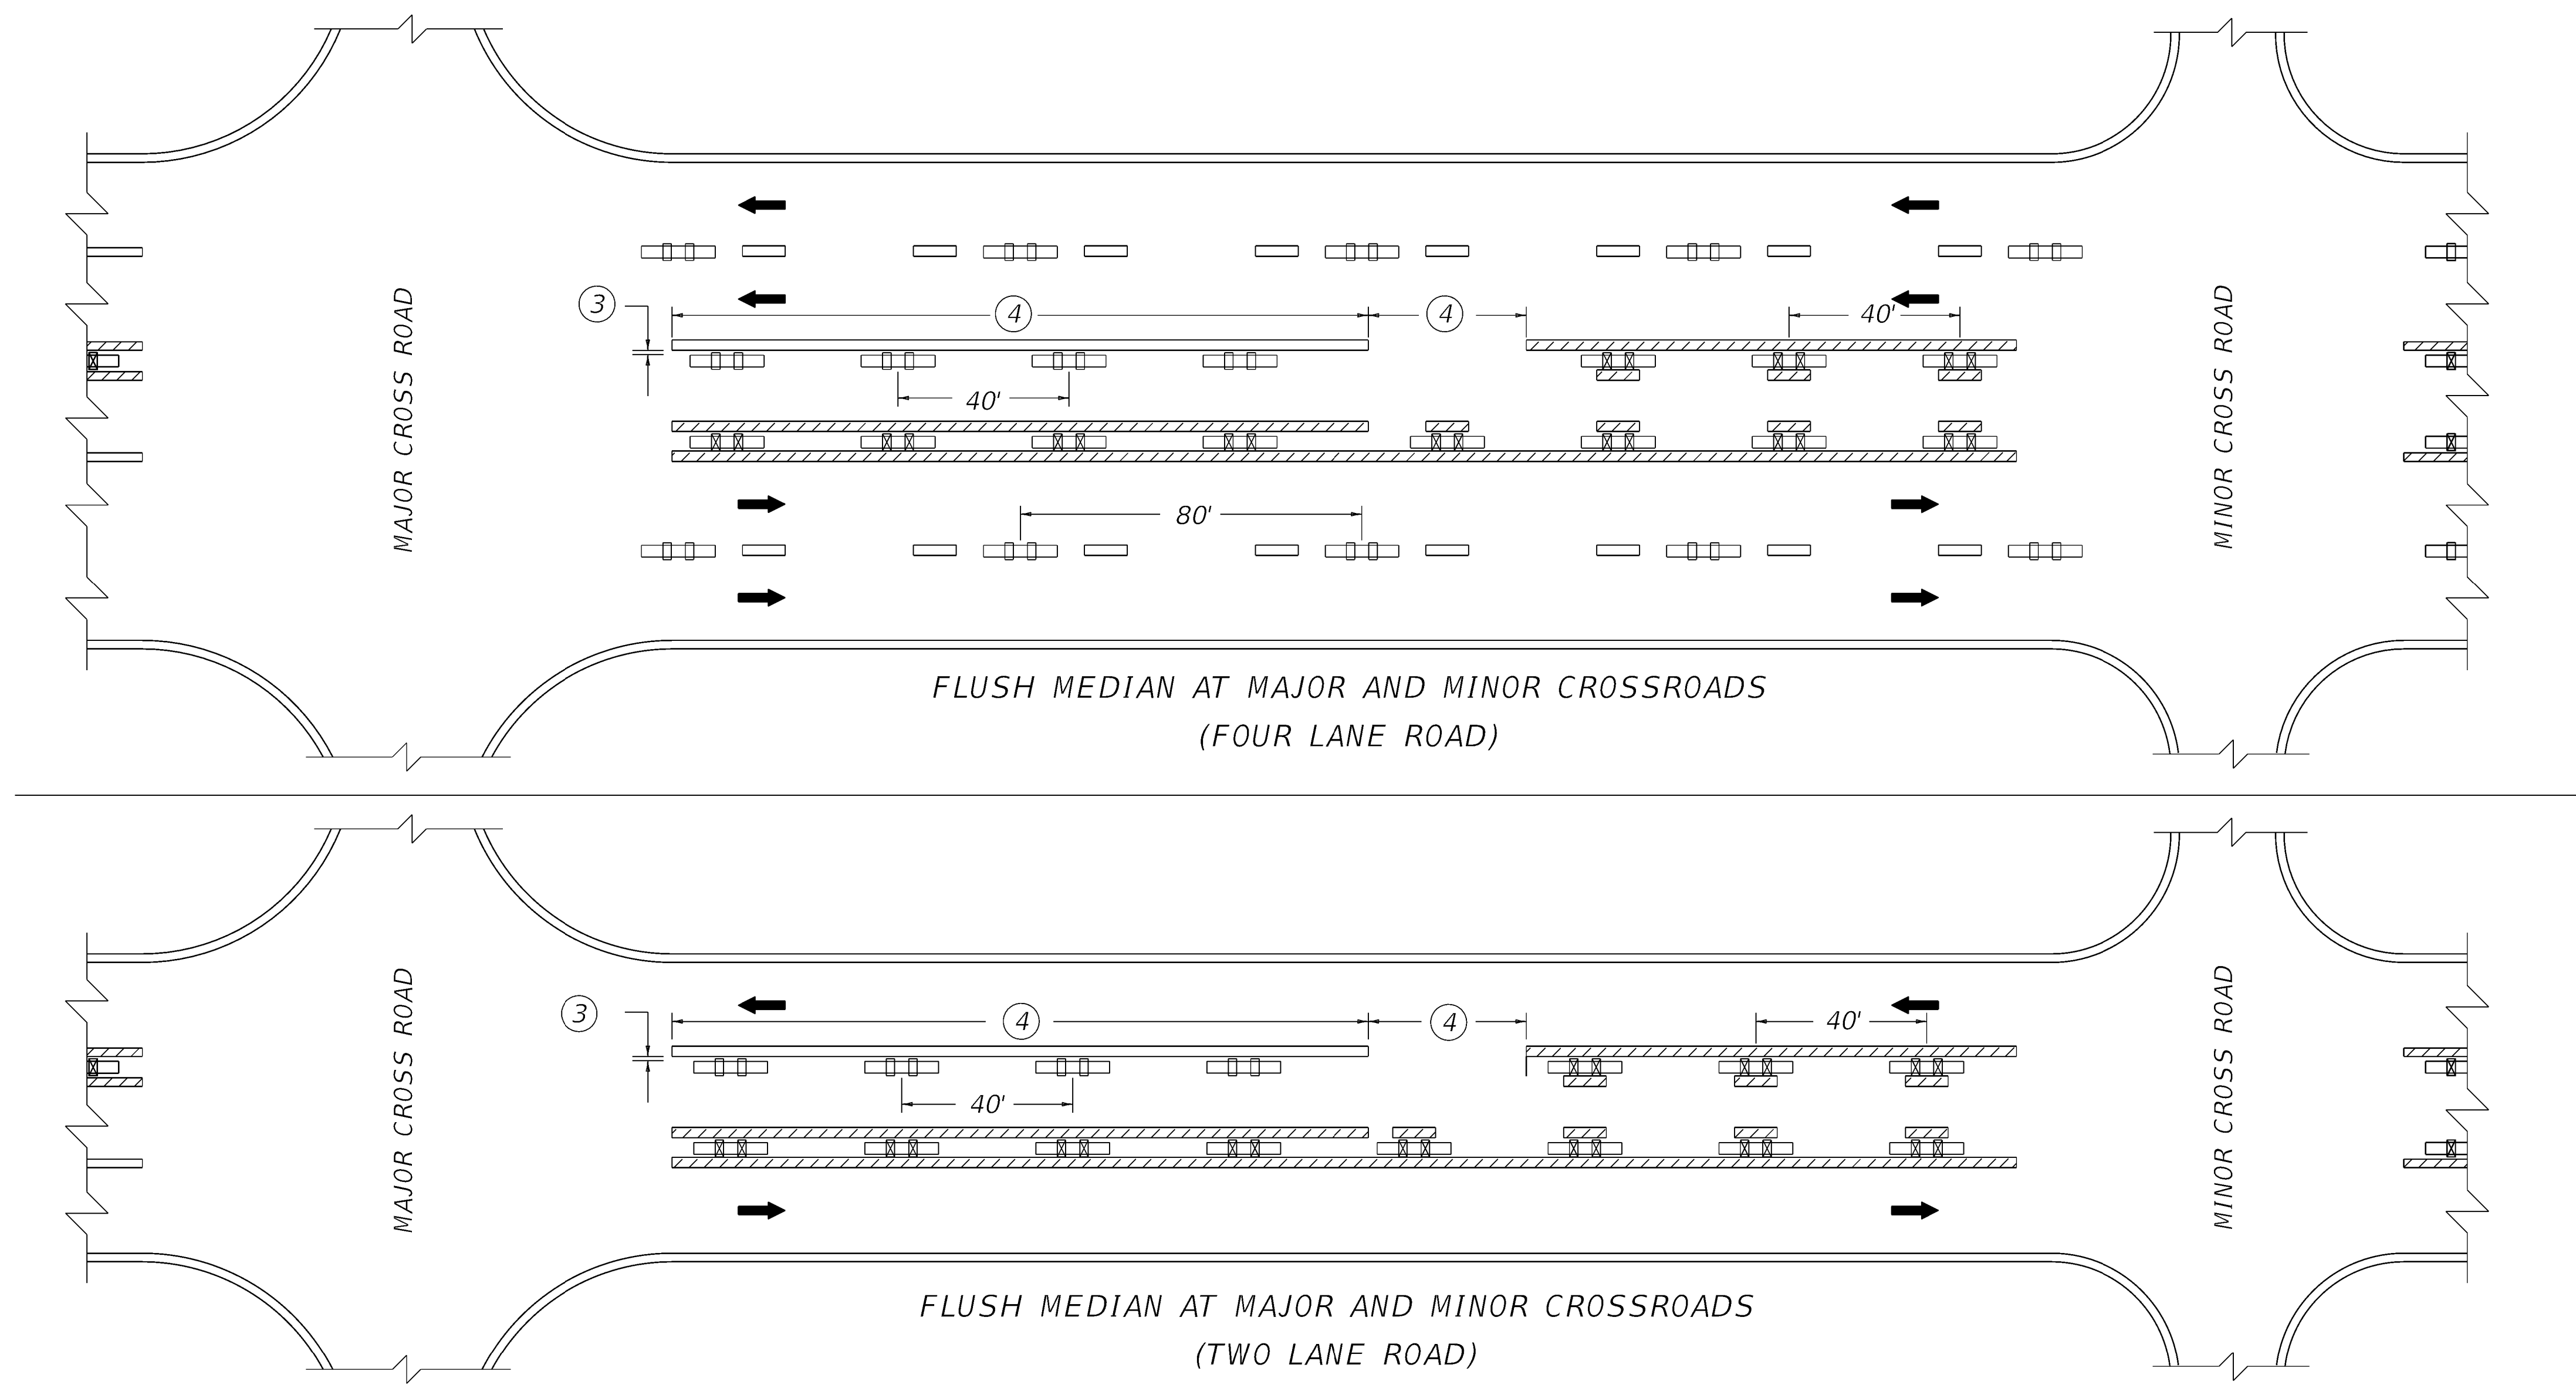 MAJOR CROSS ROAD
3
4
4
40'
40'
80'
MINOR CROSS ROAD
FLUSH MEDIAN AT MAJOR AND MINOR CROSSROADS
(FOUR LANE ROAD)
MAJOR CROSS ROAD
3
4
4
40'
40'
MINOR CROSS ROAD
FLUSH MEDIAN AT MAJOR AND MINOR CROSSROADS
(TWO LANE ROAD)